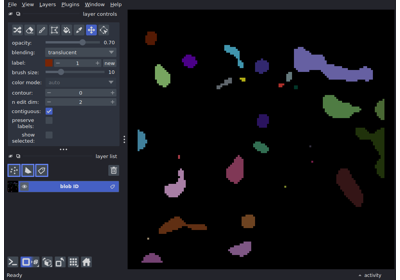 File View Plugins Window Help
layer controls
opacity: 0.70
blending: translucent
label: 1 new
brush size: 10
color mode: auto
contour: 0
n edit dim: 2
contiguous:
preserve
labels:
show
selected:
layer list
blob ID
Ready
activity